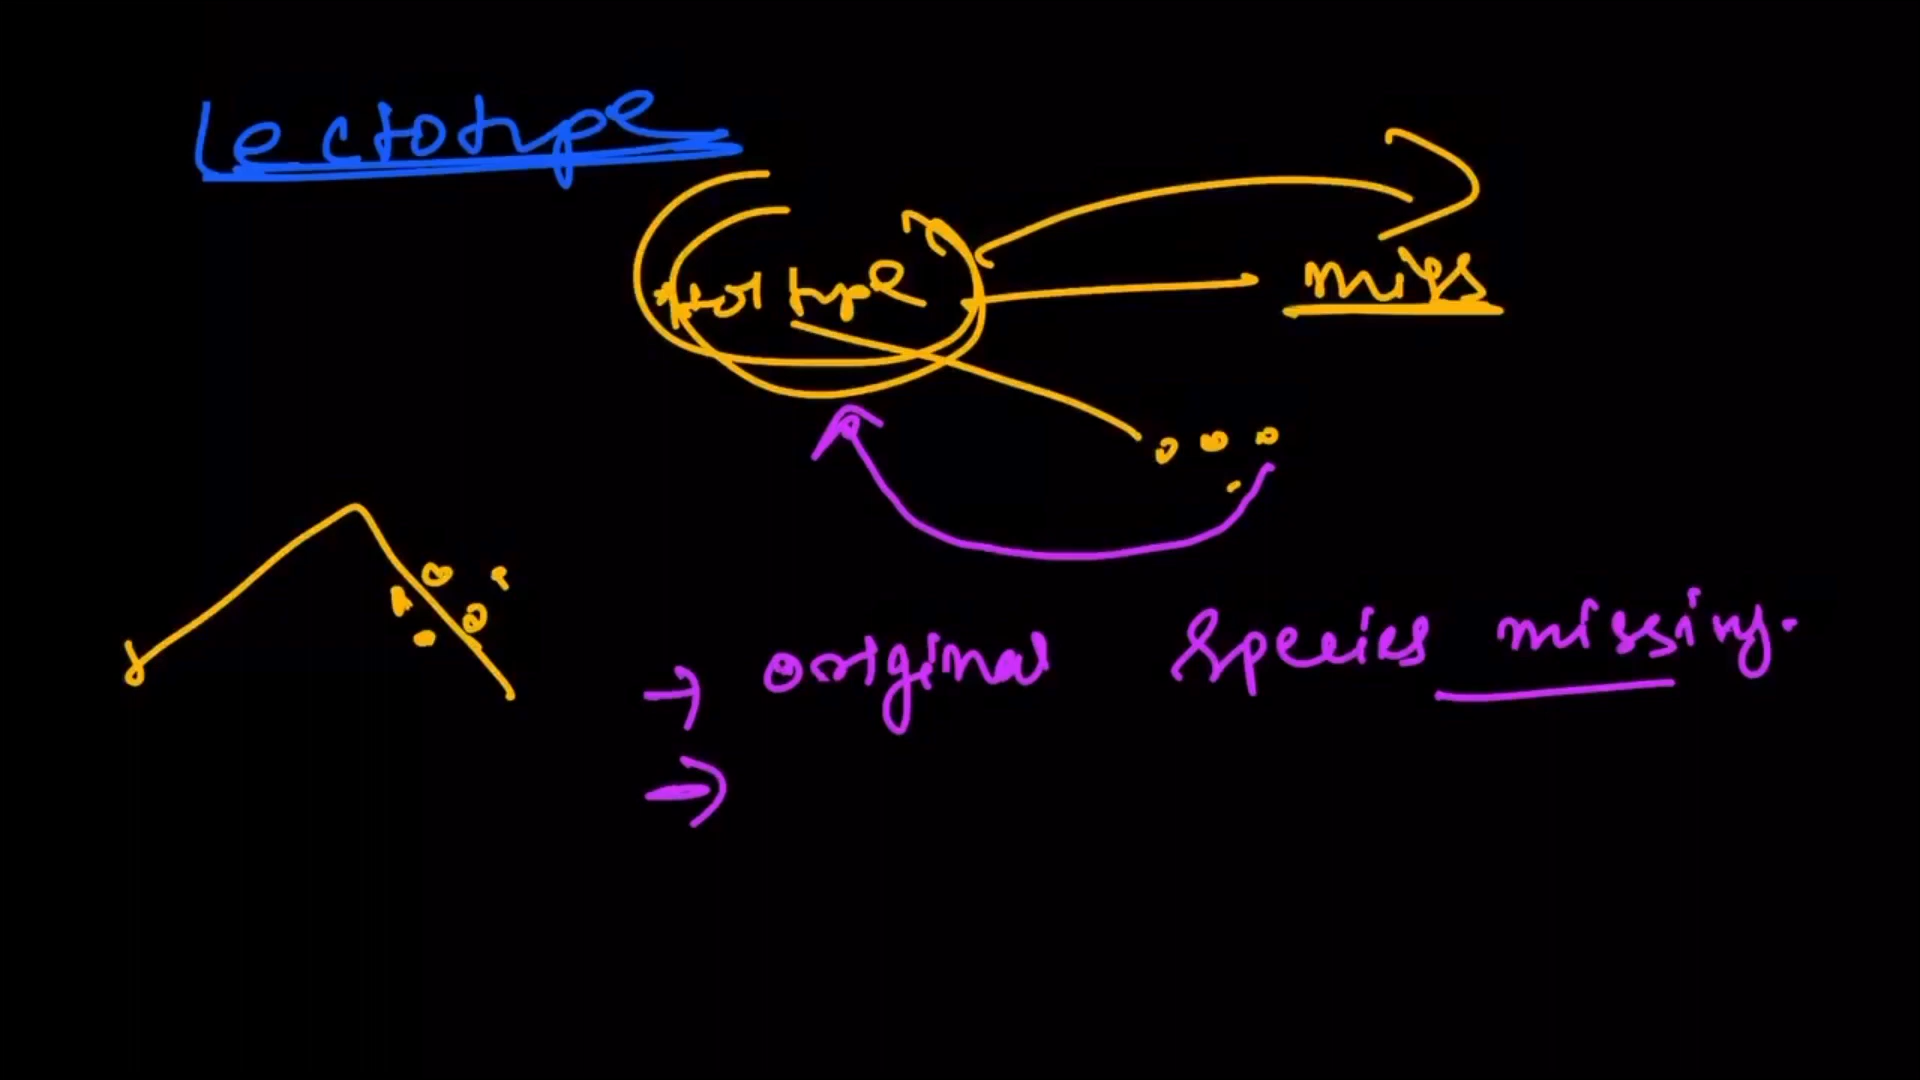 Lectotype
Holotype
miss
→ original species missing.
→